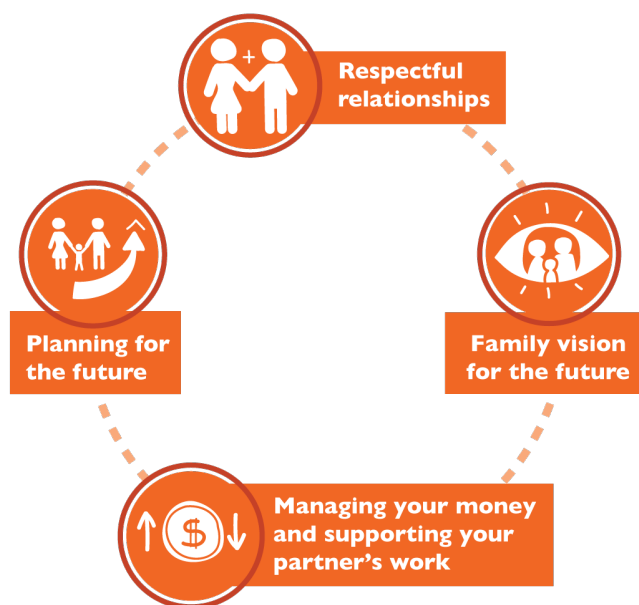 +
Respectful
relationships
Family vision
for the future
Managing your money
and supporting your
partner's work
$
Planning for
the future